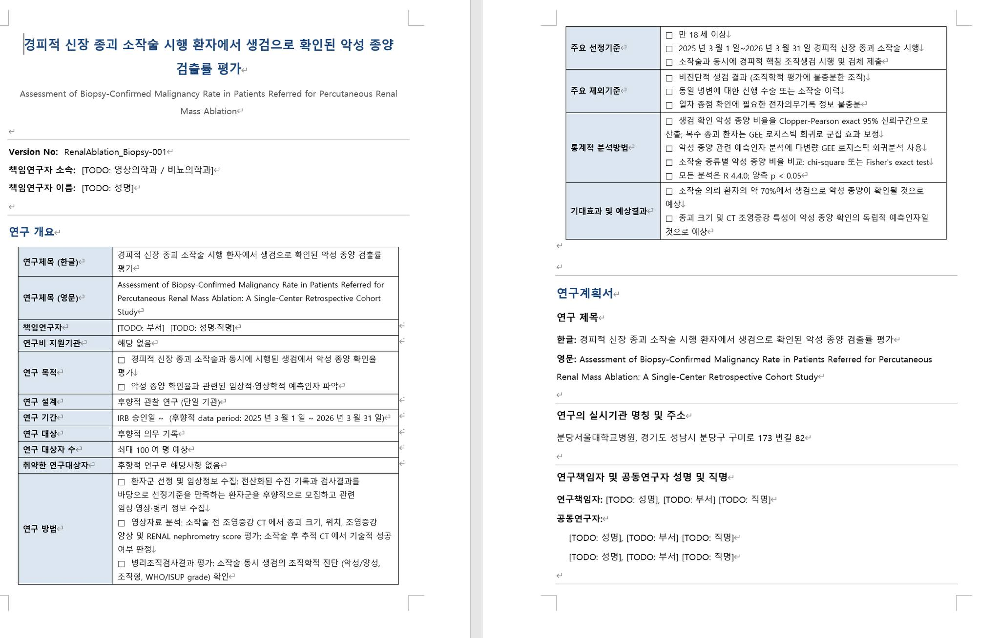 경피적 신장 종괴 소작술 시행 환자에서 생검으로 확인된 악성 종양
검출률 평가
Assessment of Biopsy-Confirmed Malignancy Rate in Patients Referred for Percutaneous Renal
Mass Ablation
Version No: RenalAblation_Biopsy-001
책임연구자 소속: [TODO: 영상의학과 / 비뇨의학과]
책임연구자 이름: [TODO: 성명]
연구 개요
연구제목 (한글)
경피적 신장 종괴 소작술 시행 환자에서 생검으로 확인된 악성 종양 검출률
평가
연구제목 (영문)
Assessment of Biopsy-Confirmed Malignancy Rate in Patients Referred for
Percutaneous Renal Mass Ablation: A Single-Center Retrospective Cohort
Study
책임연구자
[TODO: 부서] [TODO: 성명·직명]
연구비 지원기관
해당 없음
연구 목적
□ 경피적 신장 종괴 소작술과 동시에 시행된 생검에서 악성 종양 확인율
평가
□ 악성 종양 확인율과 관련된 임상적·영상학적 예측인자 파악
연구 설계
후향적 관찰 연구 (단일 기관)
연구 기간
IRB 승인일 ~ (후향적 data period: 2025 년 3 월 1 일 ~ 2026 년 3 월 31 일)
연구 대상
후향적 의무 기록
연구 대상자 수
최대 100 여 명 예상
취약한 연구대상자
후향적 연구로 해당사항 없음
연구 방법
□ 환자군 선정 및 임상정보 수집: 전산화된 수진 기록과 검사결과를
바탕으로 선정기준을 만족하는 환자군을 후향적으로 모집하고 관련
임상·영상·병리 정보 수집
□ 영상자료 분석: 소작술 전 조영증강 CT 에서 종괴 크기, 위치, 조영증강
양상 및 RENAL nephrometry score 평가; 소작술 후 추적 CT 에서 기술적 성공
여부 판정
□ 병리조직검사결과 평가: 소작술 동시 생검의 조직학적 진단 (악성/양성,
조직형, WHO/ISUP grade) 확인
주요 선정기준
□ 만 18 세 이상
□ 2025 년 3 월 1 일~2026 년 3 월 31 일 경피적 신장 종괴 소작술 시행
□ 소작술과 동시에 경피적 핵침 조직생검 시행 및 검체 제출
주요 제외기준
□ 비진단적 생검 결과 (조직학적 평가에 불충분한 조직)
□ 동일 병변에 대한 선행 수술 또는 소작술 이력
□ 일차 종점 확인에 필요한 전자의무기록 정보 불충분
통계적 분석방법
□ 생검 확인 악성 종양 비율을 Clopper-Pearson exact 95% 신뢰구간으로
산출; 복수 종괴 환자는 GEE 로지스틱 회귀로 군집 효과 보정
□ 악성 종양 관련 예측인자 분석에 다변량 GEE 로지스틱 회귀분석 사용
□ 소작술 종류별 악성 종양 비율 비교: chi-square 또는 Fisher's exact test
□ 모든 분석은 R 4.4.0; 양측 p < 0.05
기대효과 및 예상결과
□ 소작술 의뢰 환자의 약 70%에서 생검으로 악성 종양이 확인될 것으로
예상
□ 종괴 크기 및 CT 조영증강 특성이 악성 종양 확인의 독립적 예측인자일
것으로 예상
연구계획서
연구 제목
한글: 경피적 신장 종괴 소작술 시행 환자에서 생검으로 확인된 악성 종양 검출률 평가
영문: Assessment of Biopsy-Confirmed Malignancy Rate in Patients Referred for Percutaneous
Renal Mass Ablation: A Single-Center Retrospective Cohort Study
연구의 실시기관 명칭 및 주소
분당서울대학교병원, 경기도 성남시 분당구 구미로 173 번길 82
연구책임자 및 공동연구자 성명 및 직명
연구책임자: [TODO: 성명], [TODO: 부서] [TODO: 직명]
공동연구자:
[TODO: 성명], [TODO: 부서] [TODO: 직명]
[TODO: 성명], [TODO: 부서] [TODO: 직명]